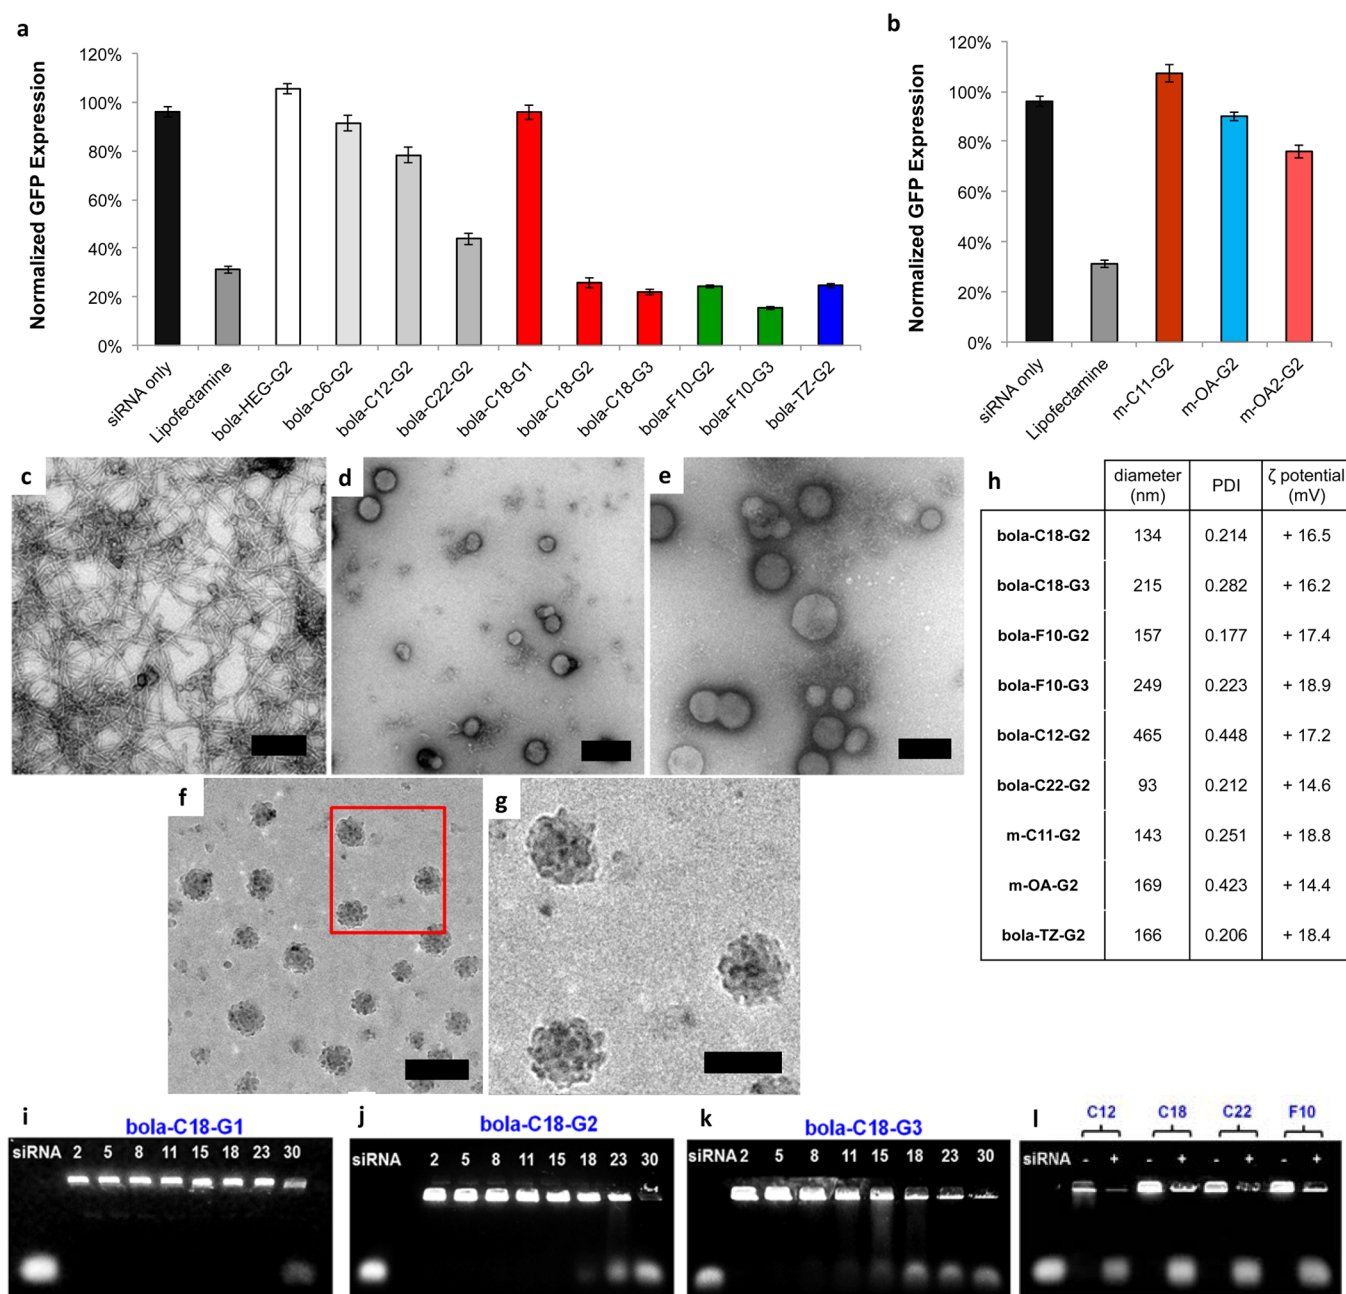 a
120%
100%
80%
60%
40%
20%
0%
Normalized GFP Expression
siRNA only
Lipofectamine
bola-HEG-G2
bola-C6-G2
bola-C12-G2
bola-C22-G2
bola-C18-G1
bola-C18-G2
bola-C18-G3
bola-F10-G2
bola-F10-G3
bola-TZ-G2
b
120%
100%
80%
60%
40%
20%
0%
Normalized GFP Expression
siRNA only
Lipofectamine
m-C11-G2
m-OA-G2
m-OA2-G2
c
d
e
f
g
h
diameter (nm) PDI ζ potential (mV)
bola-C18-G2 134 0.214 + 16.5
bola-C18-G3 215 0.282 + 16.2
bola-F10-G2 157 0.177 + 17.4
bola-F10-G3 249 0.223 + 18.9
bola-C12-G2 465 0.448 + 17.2
bola-C22-G2 93 0.212 + 14.6
m-C11-G2 143 0.251 + 18.8
m-OA-G2 169 0.423 + 14.4
bola-TZ-G2 166 0.206 + 18.4
i
bola-C18-G1
siRNA 2 5 8 11 15 18 23 30
j
bola-C18-G2
siRNA 2 5 8 11 15 18 23 30
k
bola-C18-G3
siRNA 2 5 8 11 15 18 23 30
l
C12 C18 C22 F10
siRNA - + - + - + - +